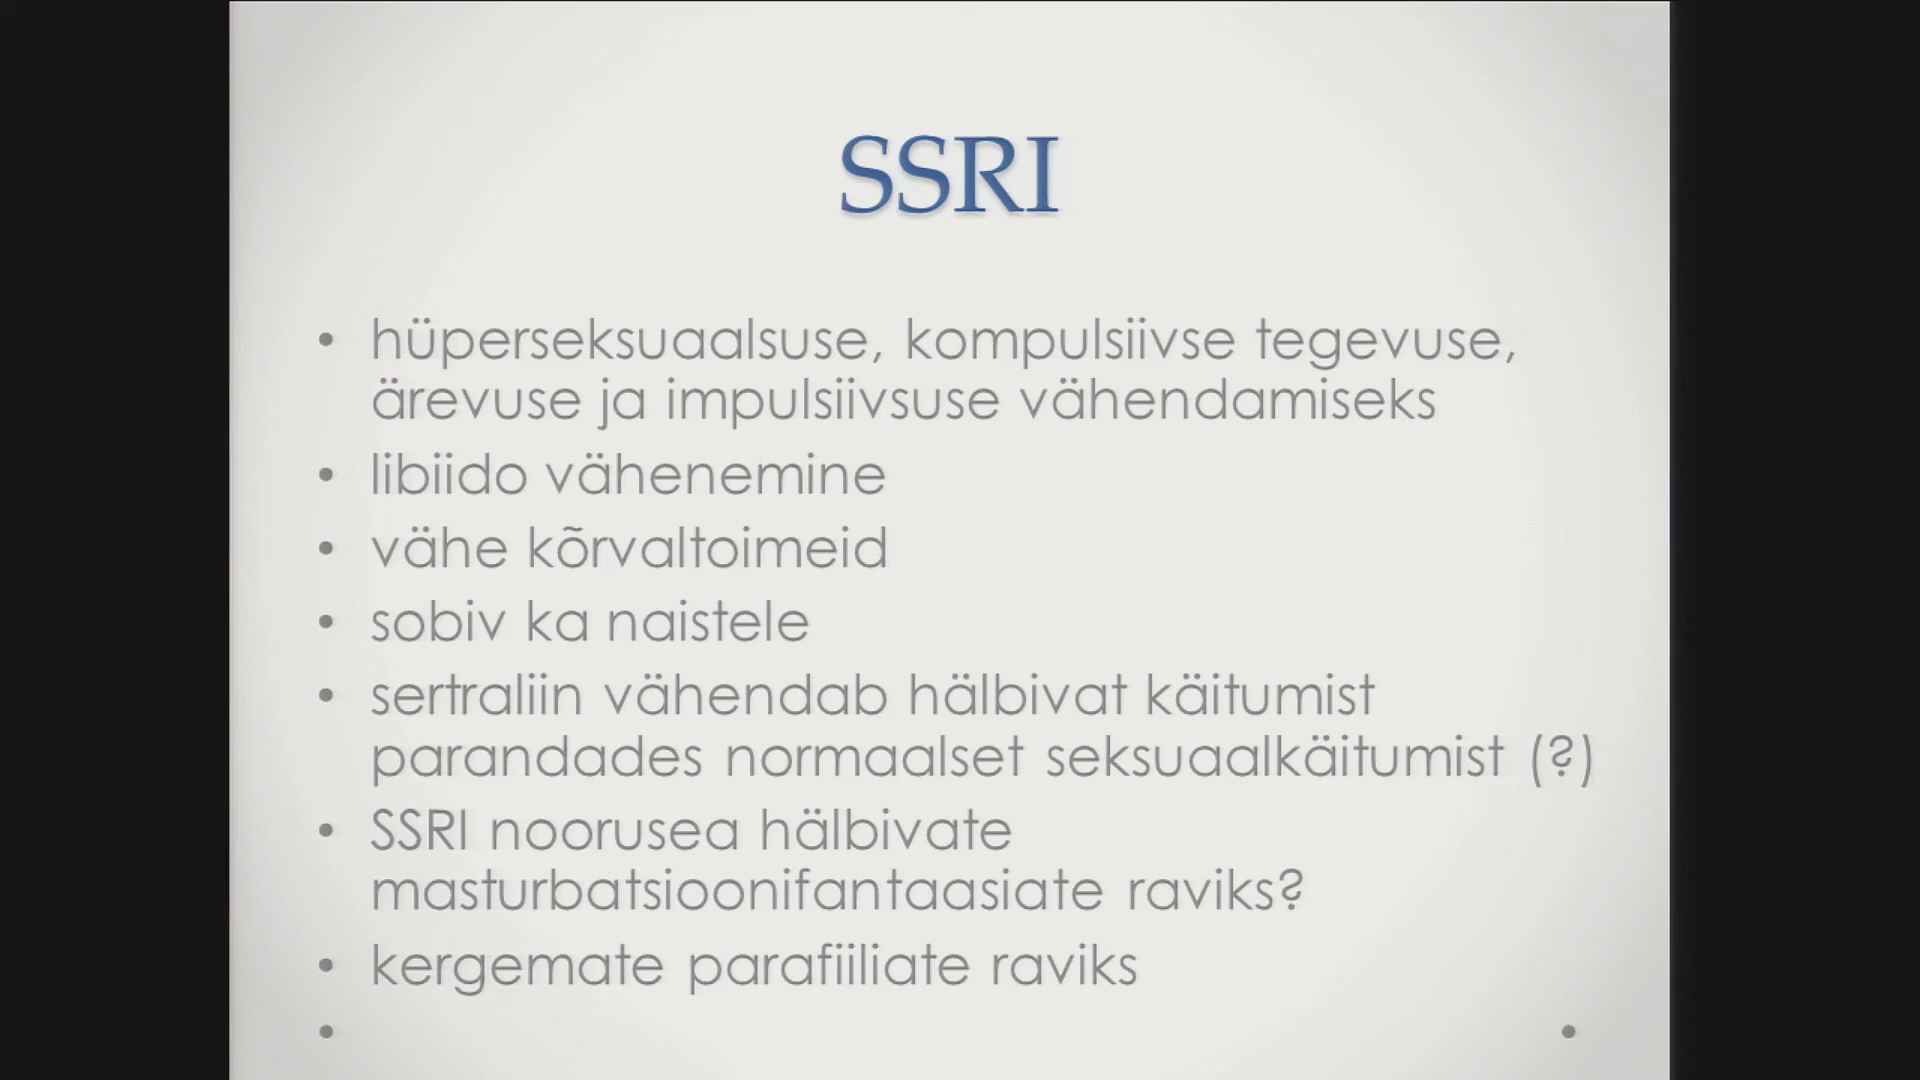 SSRI
• hüperseksuaalsuse, kompulsiivse tegevuse,
ärevuse ja impulsiivsuse vähendamiseks
• libiido vähenemine
• vähe kõrvaltoimeid
• sobiv ka naistele
• sertraliin vähendab hälbivat käitumist
parandades normaalset seksuaalkäitumist (?)
• SSRI noorusea hälbivate
masturbatsioonifantaasiate raviks?
• kergemate parafiiliate raviks